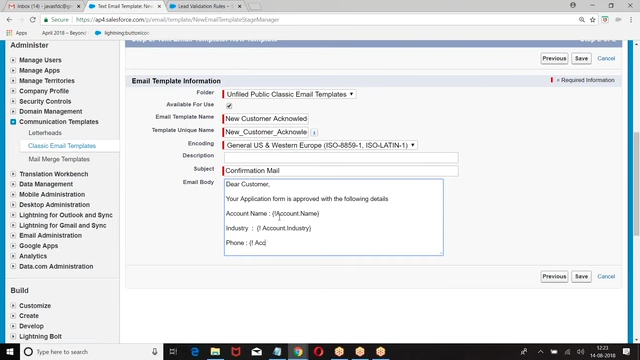 Inbox (14) - javasfdc@g
Text Email Template: New
Lead Validation Rules -
https://ap4.salesforce.com/p/email/template/NewEmailTemplateStageManager
Apps
April 2018 – Beyond
lightning:buttonicon
Administer
Manage Users
Manage Apps
Manage Territories
Company Profile
Security Controls
Domain Management
Communication Templates
Letterheads
Classic Email Templates
Mail Merge Templates
Translation Workbench
Data Management
Mobile Administration
Desktop Administration
Lightning for Outlook and Sync
Lightning for Gmail and Sync
Email Administration
Google Apps
Analytics
Data.com Administration
Build
Customize
Create
Develop
Lightning Bolt
Previous Save Cancel
Email Template Information
= Required Information
Folder Unfiled Public Classic Email Templates
Available For Use
Email Template Name New Customer Acknowled
Template Unique Name New_Customer_Acknowle
Encoding General US & Western Europe (ISO-8859-1, ISO-LATIN-1)
Description
Subject Confirmation Mail
Email Body
Dear Customer,
Your Application form is approved with the following details
Account Name : {!Account.Name}
Industry : {! Account.Industry}
Phone : {! Acc
Previous Save Cancel
Type here to search
12:23
14-08-2018